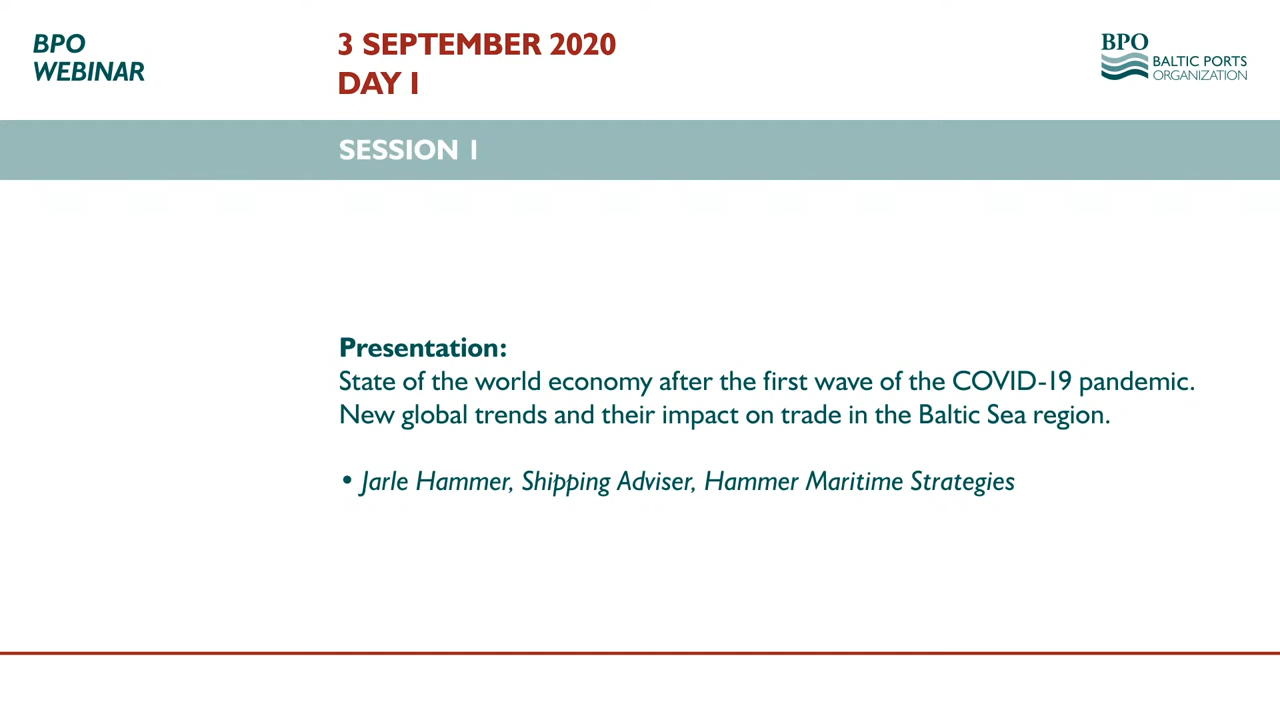 BPO
WEBINAR
3 SEPTEMBER 2020
DAY 1
BPO
BALTIC PORTS
ORGANIZATION
SESSION 1
Presentation:
State of the world economy after the first wave of the COVID-19 pandemic.
New global trends and their impact on trade in the Baltic Sea region.
• Jarle Hammer, Shipping Adviser, Hammer Maritime Strategies